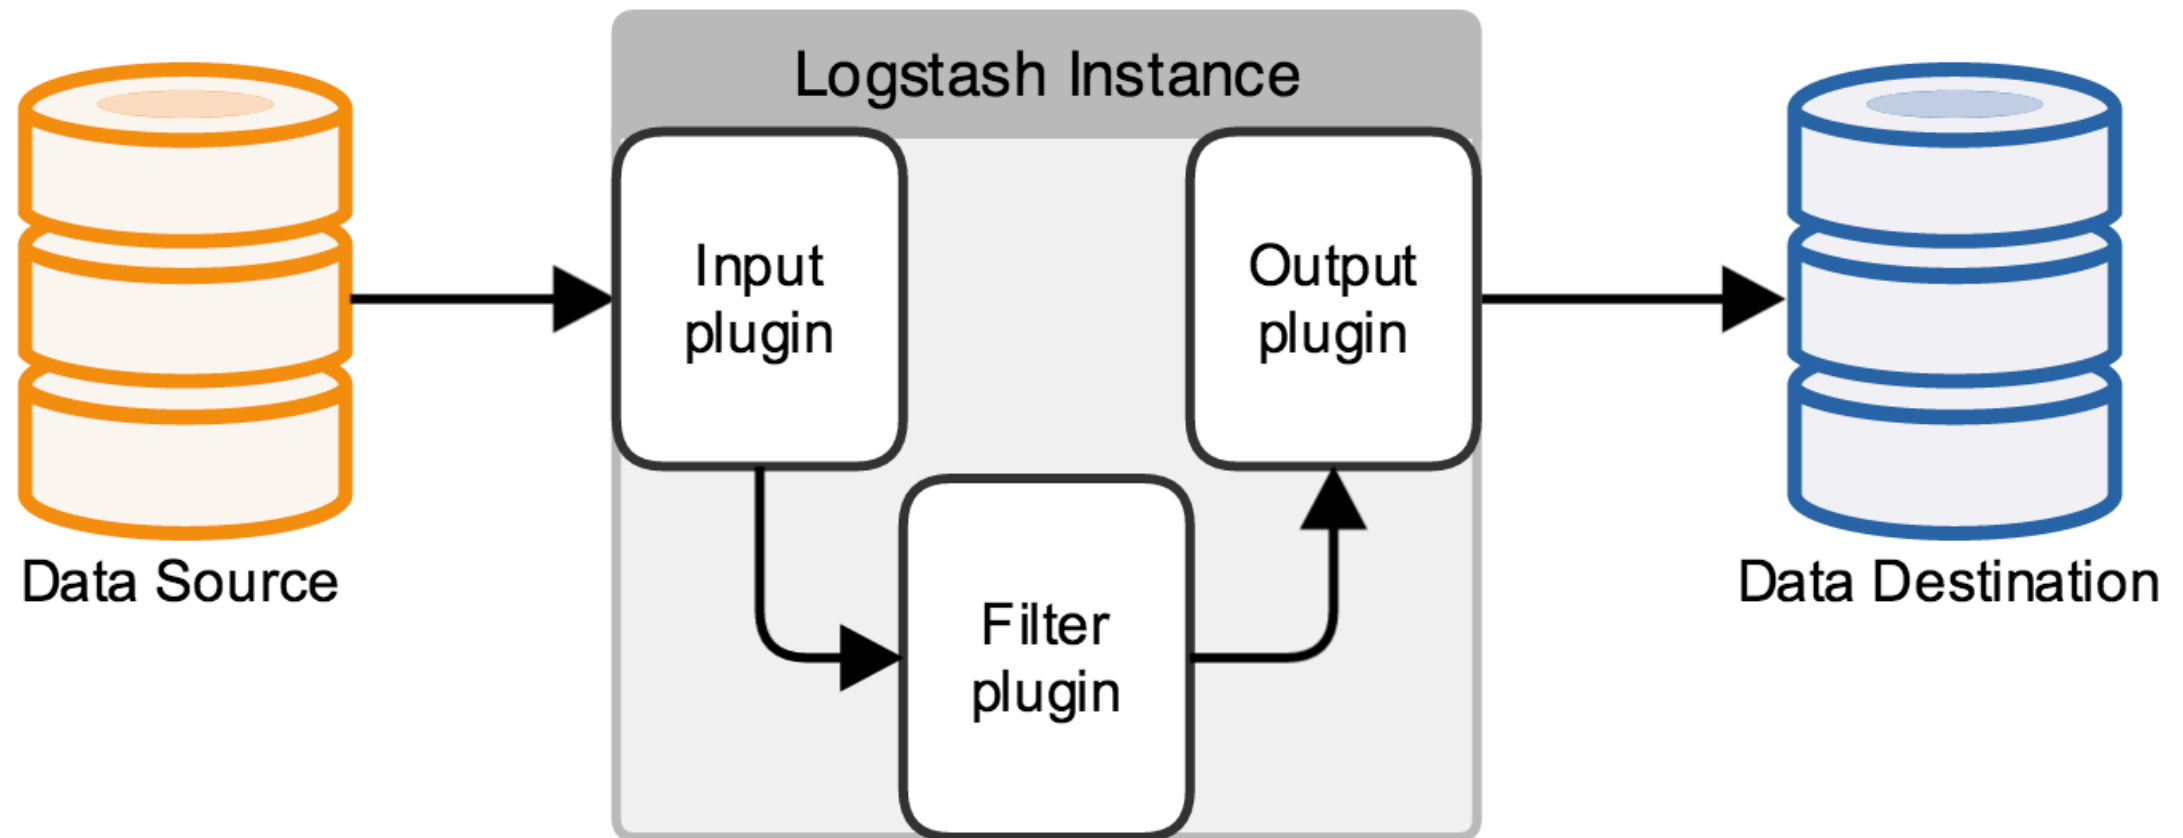 Logstash Instance
Input
plugin
Output
plugin
Filter
plugin
Data Source
Data Destination